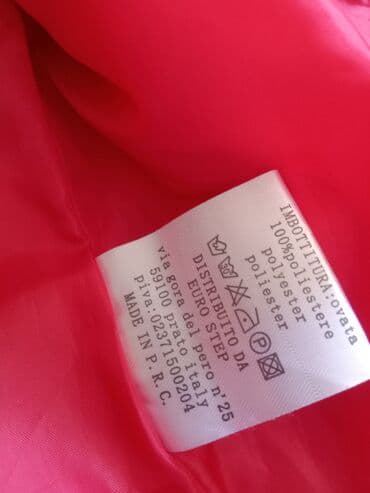 IMBOTTITURA:ovata
100%poliestere
polyester
poliester
DISTRIBUITO DA
EURO STEP
via gora del pero n°25
59100 prato italy
piva:02371500204
MADE IN P.R.C.